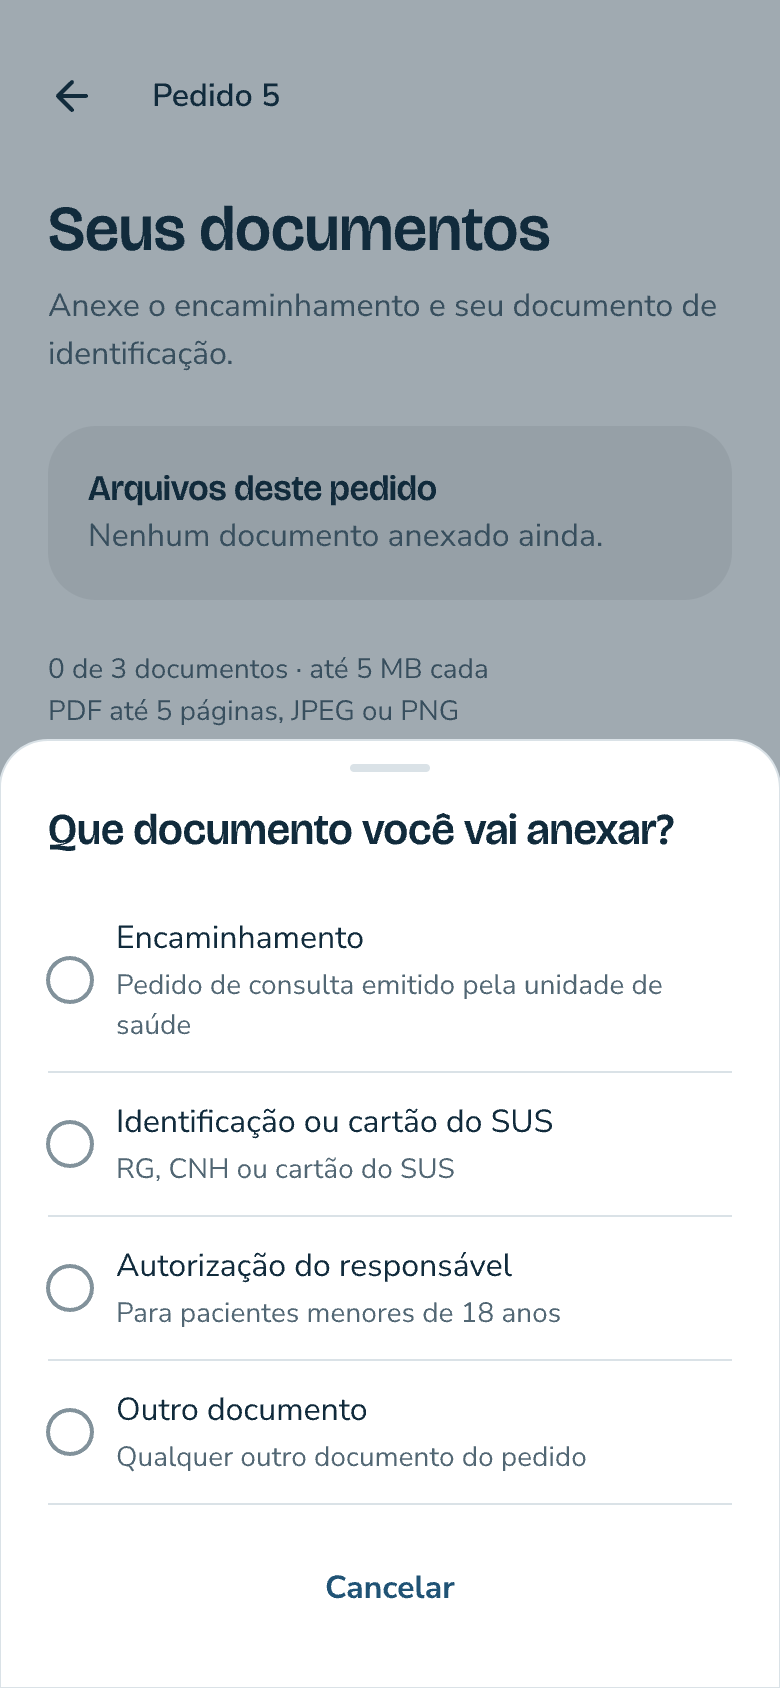 Pedido 5
Seus documentos
Anexe o encaminhamento e seu documento de
identificação.
Arquivos deste pedido
Nenhum documento anexado ainda.
0 de 3 documentos · até 5 MB cada
PDF até 5 páginas, JPEG ou PNG
Que documento você vai anexar?
Encaminhamento
Pedido de consulta emitido pela unidade de
saúde
Identificação ou cartão do SUS
RG, CNH ou cartão do SUS
Autorização do responsável
Para pacientes menores de 18 anos
Outro documento
Qualquer outro documento do pedido
Cancelar